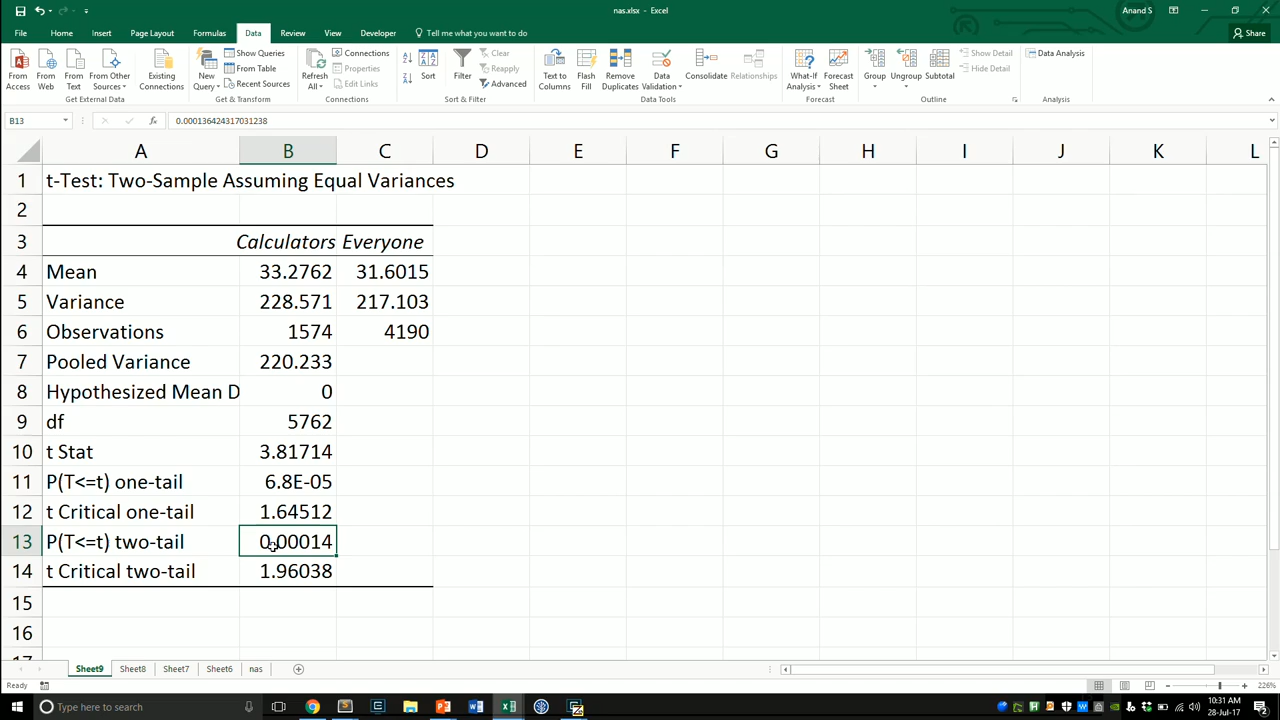 nas.xlsx - Excel
Anand S
File Home Insert Page Layout Formulas Data Review View Developer Tell me what you want to do
Share
From Access
From Web
From Text
From Other Sources
Existing Connections
Get External Data
New Query
Show Queries
From Table
Recent Sources
Get & Transform
Refresh All
Connections
Properties
Edit Links
Connections
Sort
Filter
Clear
Reapply
Advanced
Sort & Filter
Text to Columns
Flash Fill
Remove Duplicates
Data Validation
Consolidate
Relationships
Data Tools
What-If Analysis
Forecast Sheet
Forecast
Group
Ungroup
Subtotal
Show Detail
Hide Detail
Outline
Data Analysis
Analysis
B13 fx 0.000136424317031238
A B C D E F G H I J K L
1 t-Test: Two-Sample Assuming Equal Variances
2
3 Calculators Everyone
4 Mean 33.2762 31.6015
5 Variance 228.571 217.103
6 Observations 1574 4190
7 Pooled Variance 220.233
8 Hypothesized Mean D 0
9 df 5762
10 t Stat 3.81714
11 P(T<=t) one-tail 6.8E-05
12 t Critical one-tail 1.64512
13 P(T<=t) two-tail 0.00014
14 t Critical two-tail 1.96038
15
16
17
Sheet9 Sheet8 Sheet7 Sheet6 nas
Ready 226%
Type here to search
10:31 AM
28-Jul-17